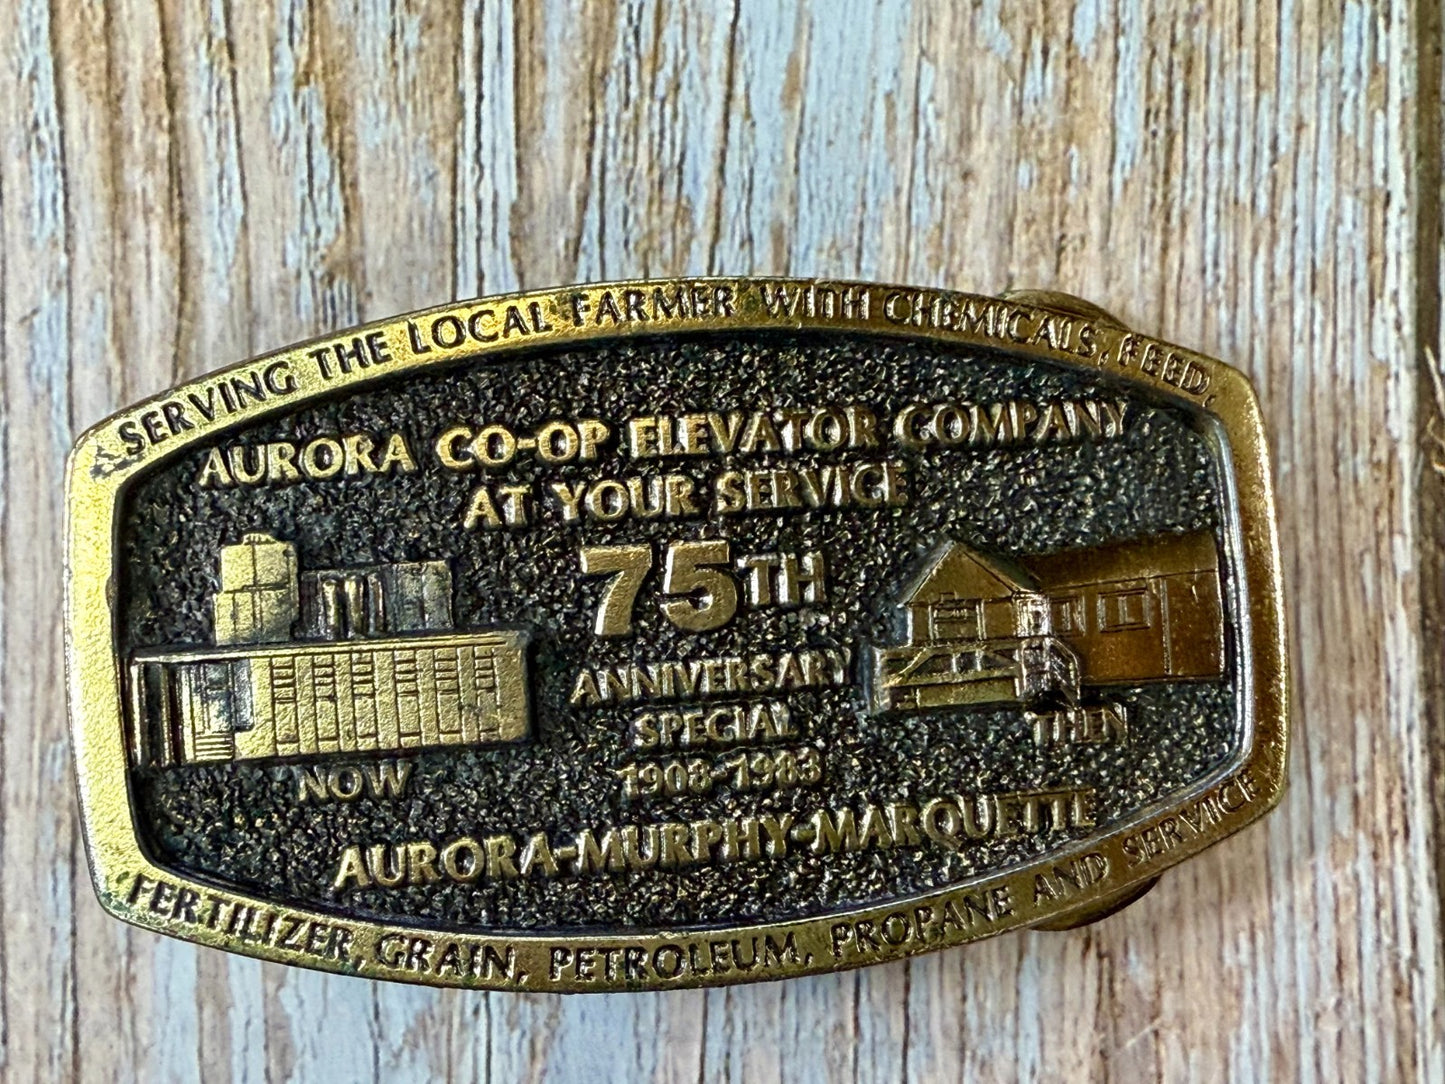 SERVING THE LOCAL FARMER WITH CHEMICALS, FEED,
AURORA CO-OP ELEVATOR COMPANY
AT YOUR SERVICE
75TH
ANNIVERSARY
SPECIAL
1908-1983
NOW
THEN
AURORA-MURPHY-MARQUETTE
FERTILIZER, GRAIN, PETROLEUM, PROPANE AND SERVICE